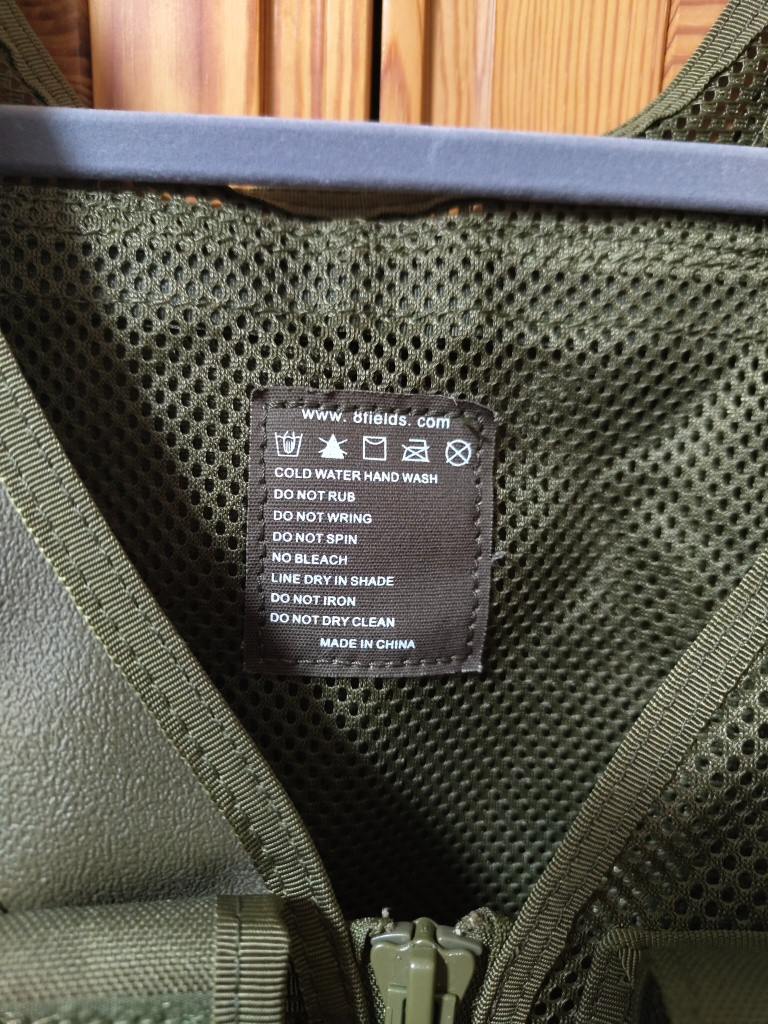 www. 8fields. com
COLD WATER HAND WASH
DO NOT RUB
DO NOT WRING
DO NOT SPIN
NO BLEACH
LINE DRY IN SHADE
DO NOT IRON
DO NOT DRY CLEAN
MADE IN CHINA